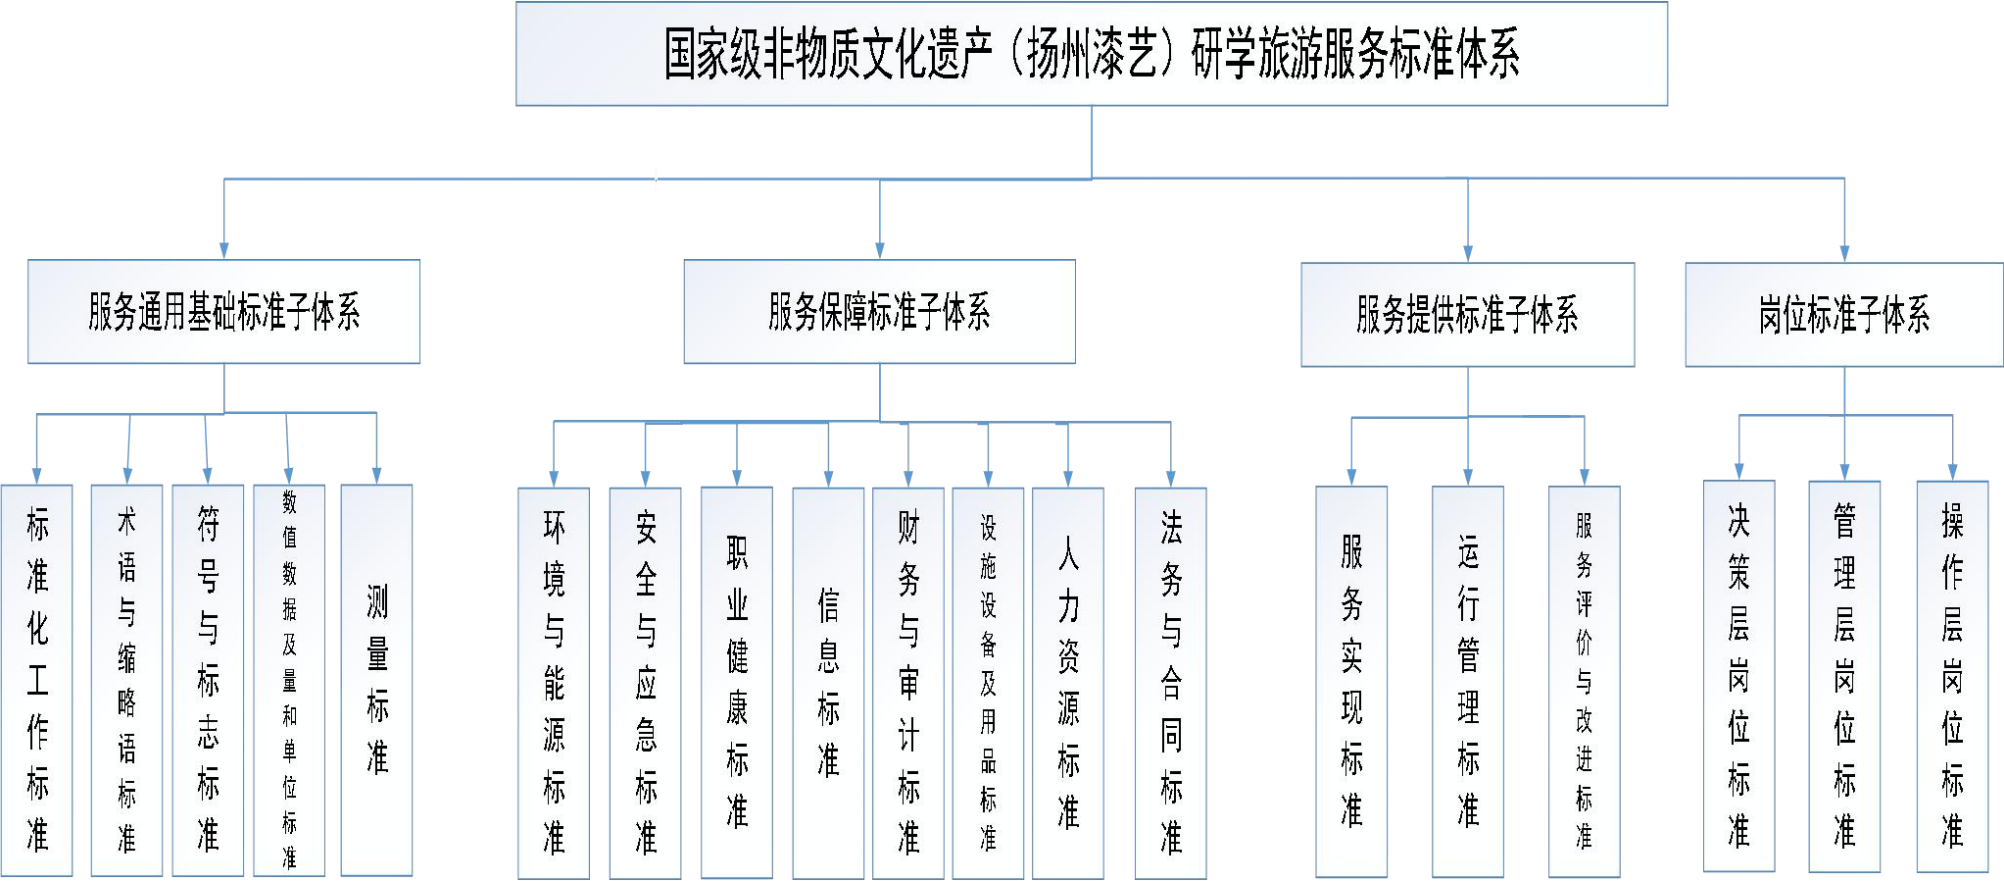 国家级非物质文化遗产（扬州漆艺）研学旅游服务标准体系
服务通用基础标准子体系
服务保障标准子体系
服务提供标准子体系
岗位标准子体系
标准化工作标准
术语与缩略语标准
符号与标志标准
数值数据及量和单位标准
测量标准
环境与能源标准
安全与应急标准
职业健康标准
信息标准
财务与审计标准
设施设备及用品标准
人力资源标准
法务与合同标准
服务实现标准
运行管理标准
服务评价与改进标准
决策层岗位标准
管理层岗位标准
操作层岗位标准